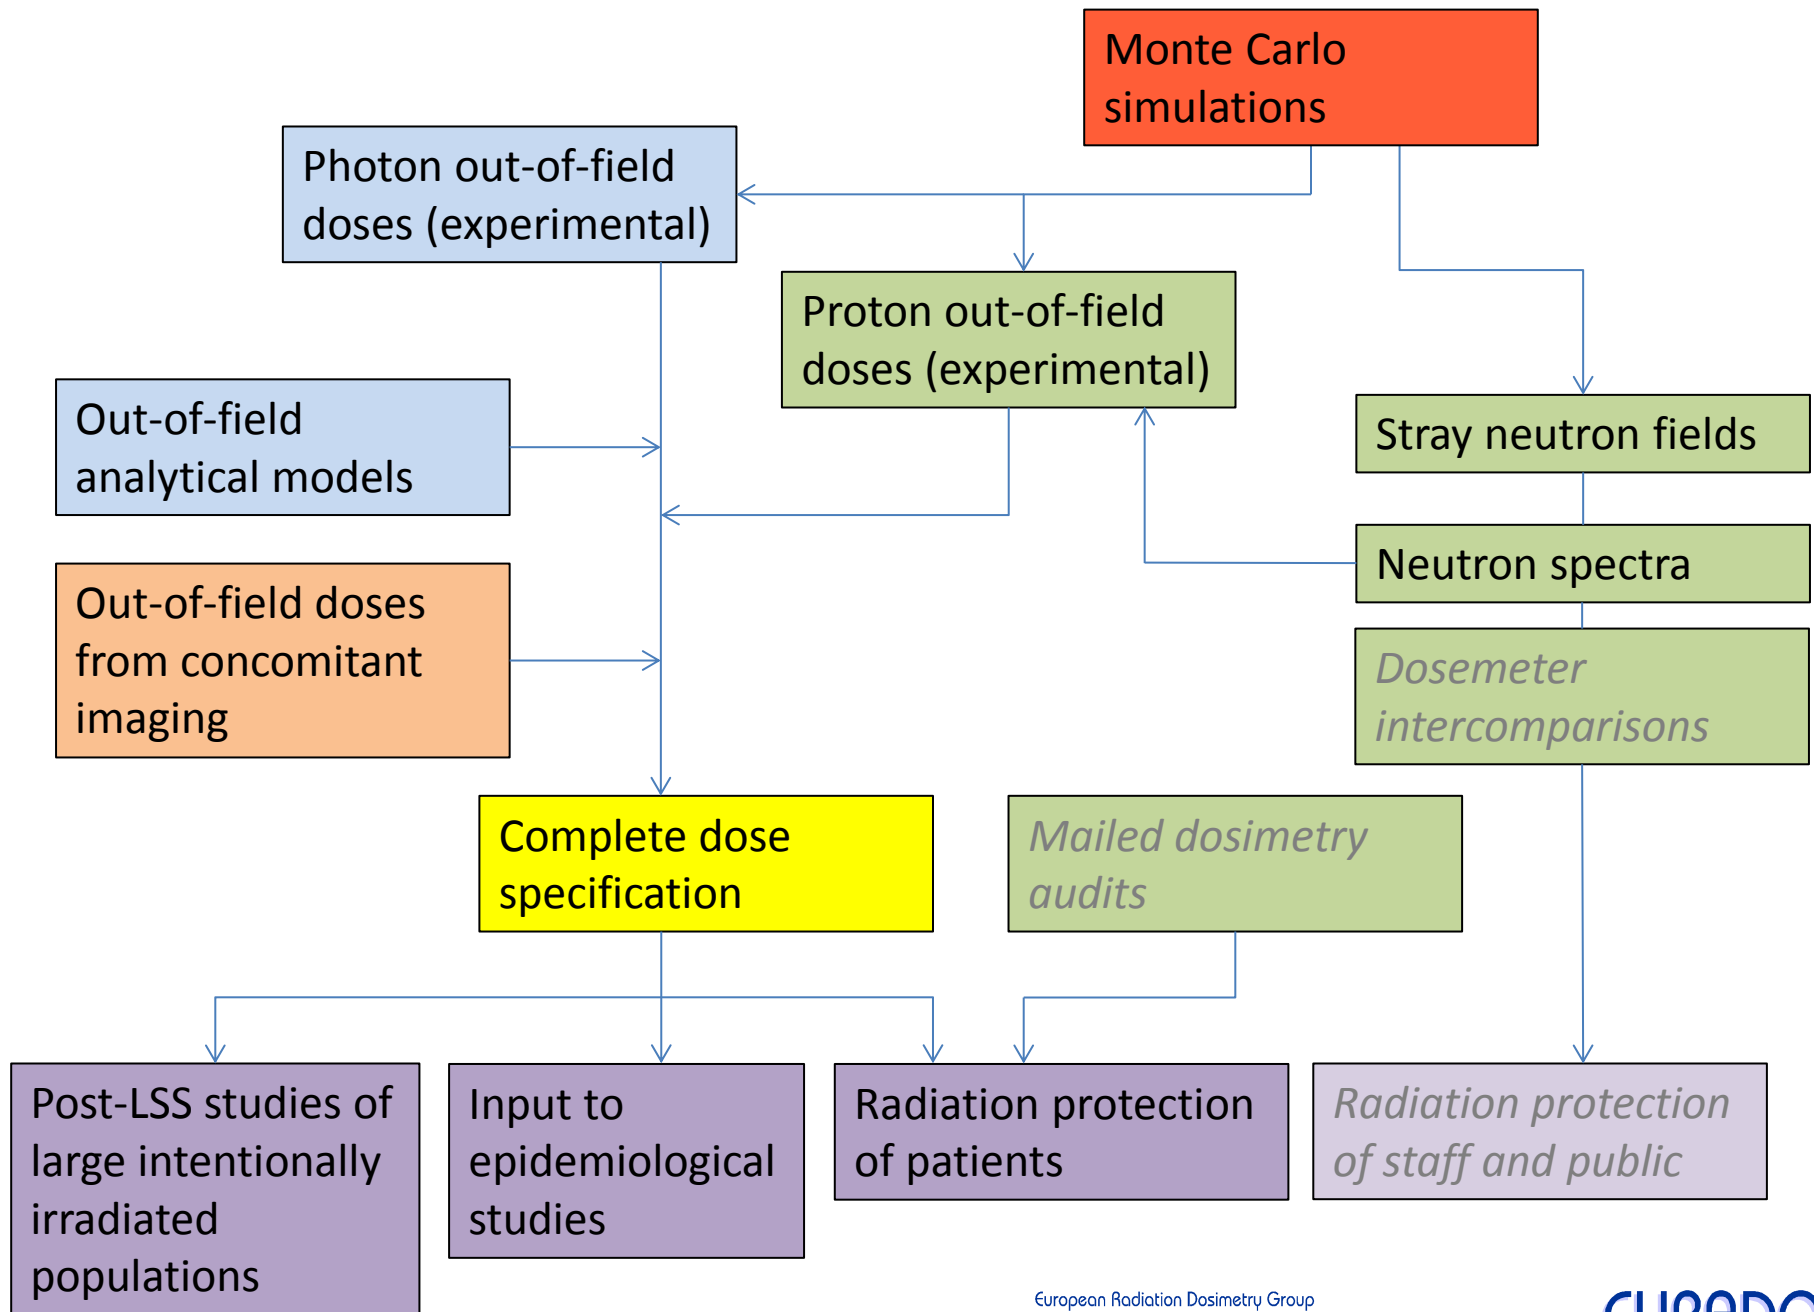 Monte Carlo
simulations
Photon out-of-field
doses (experimental)
Proton out-of-field
doses (experimental)
Out-of-field
analytical models
Stray neutron fields
Neutron spectra
Out-of-field doses
from concomitant
imaging
Dosemeter
intercomparisons
Complete dose
specification
Mailed dosimetry
audits
Post-LSS studies of
large intentionally
irradiated
populations
Input to
epidemiological
studies
Radiation protection
of patients
Radiation protection
of staff and public
European Radiation Dosimetry Group